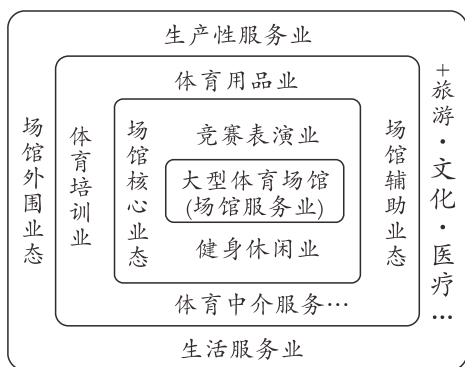 生产性服务业
体育用品业
竞赛表演业
大型体育场馆
(场馆服务业)
健身休闲业
体育中介服务…
生活服务业
场馆外围业态
体育培训业
场馆核心业态
场馆辅助业态
+旅游·文化·医疗…